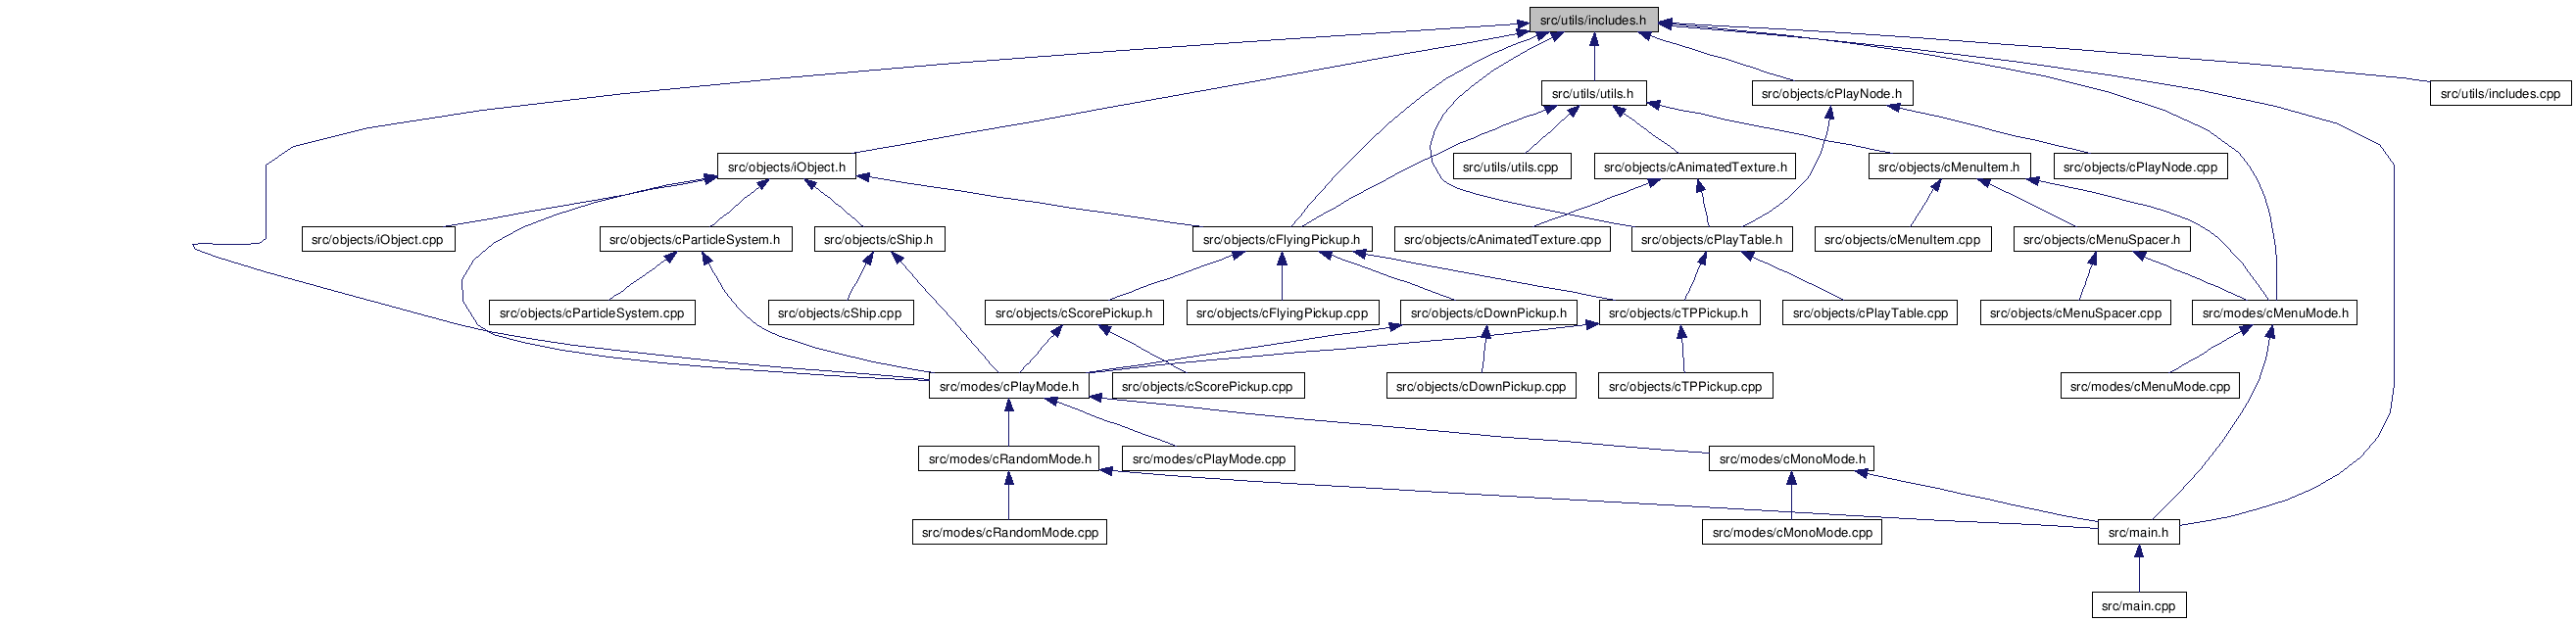 src/utils/includes.h
src/utils/utils.h
src/objects/cPlayNode.h
src/utils/includes.cpp
src/objects/iObject.h
src/utils/utils.cpp
src/objects/cAnimatedTexture.h
src/objects/cMenuItem.h
src/objects/cPlayNode.cpp
src/objects/iObject.cpp
src/objects/cParticleSystem.h
src/objects/cShip.h
src/objects/cFlyingPickup.h
src/objects/cAnimatedTexture.cpp
src/objects/cPlayTable.h
src/objects/cMenuItem.cpp
src/objects/cMenuSpacer.h
src/objects/cParticleSystem.cpp
src/objects/cShip.cpp
src/objects/cScorePickup.h
src/objects/cFlyingPickup.cpp
src/objects/cDownPickup.h
src/objects/cTPPickup.h
src/objects/cPlayTable.cpp
src/objects/cMenuSpacer.cpp
src/modes/cMenuMode.h
src/modes/cPlayMode.h
src/objects/cScorePickup.cpp
src/objects/cDownPickup.cpp
src/objects/cTPPickup.cpp
src/modes/cMenuMode.cpp
src/modes/cRandomMode.h
src/modes/cPlayMode.cpp
src/modes/cMonoMode.h
src/modes/cRandomMode.cpp
src/modes/cMonoMode.cpp
src/main.h
src/main.cpp